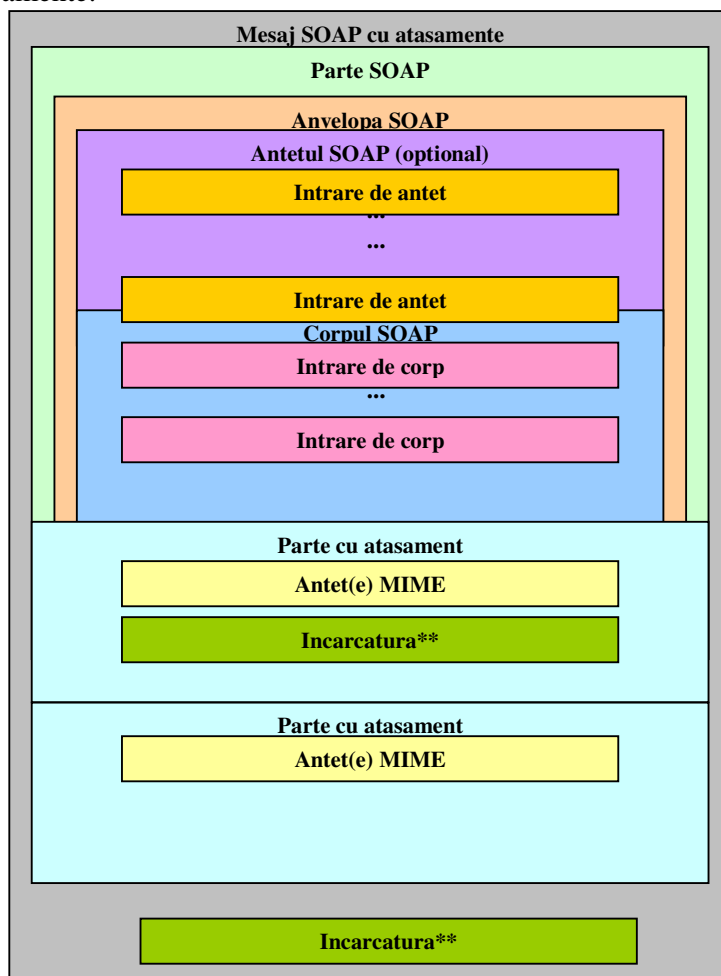 amente.
Mesaj SOAP cu atasamente
Parte SOAP
Anvelopa SOAP
Antetul SOAP (optional)
Intrare de antet
...
...
Intrare de antet
Corpul SOAP
Intrare de corp
...
Intrare de corp
Parte cu atasament
Antet(e) MIME
Incarcatura**
Parte cu atasament
Antet(e) MIME
Incarcatura**